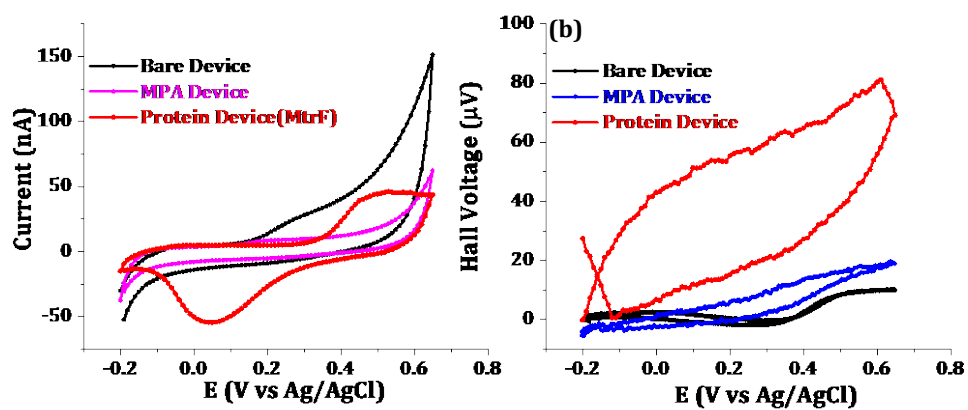 150
100
50
0
-50
Current (nA)
Bare Device
MPA Device
Protein Device(MtrF)
-0.2
0.0
0.2
0.4
0.6
0.8
E (V vs Ag/AgCl)
(b)
100
80
60
40
20
0
Hall Voltage (μV)
Bare Device
MPA Device
Protein Device
-0.2
0.0
0.2
0.4
0.6
0.8
E (V vs Ag/AgCl)